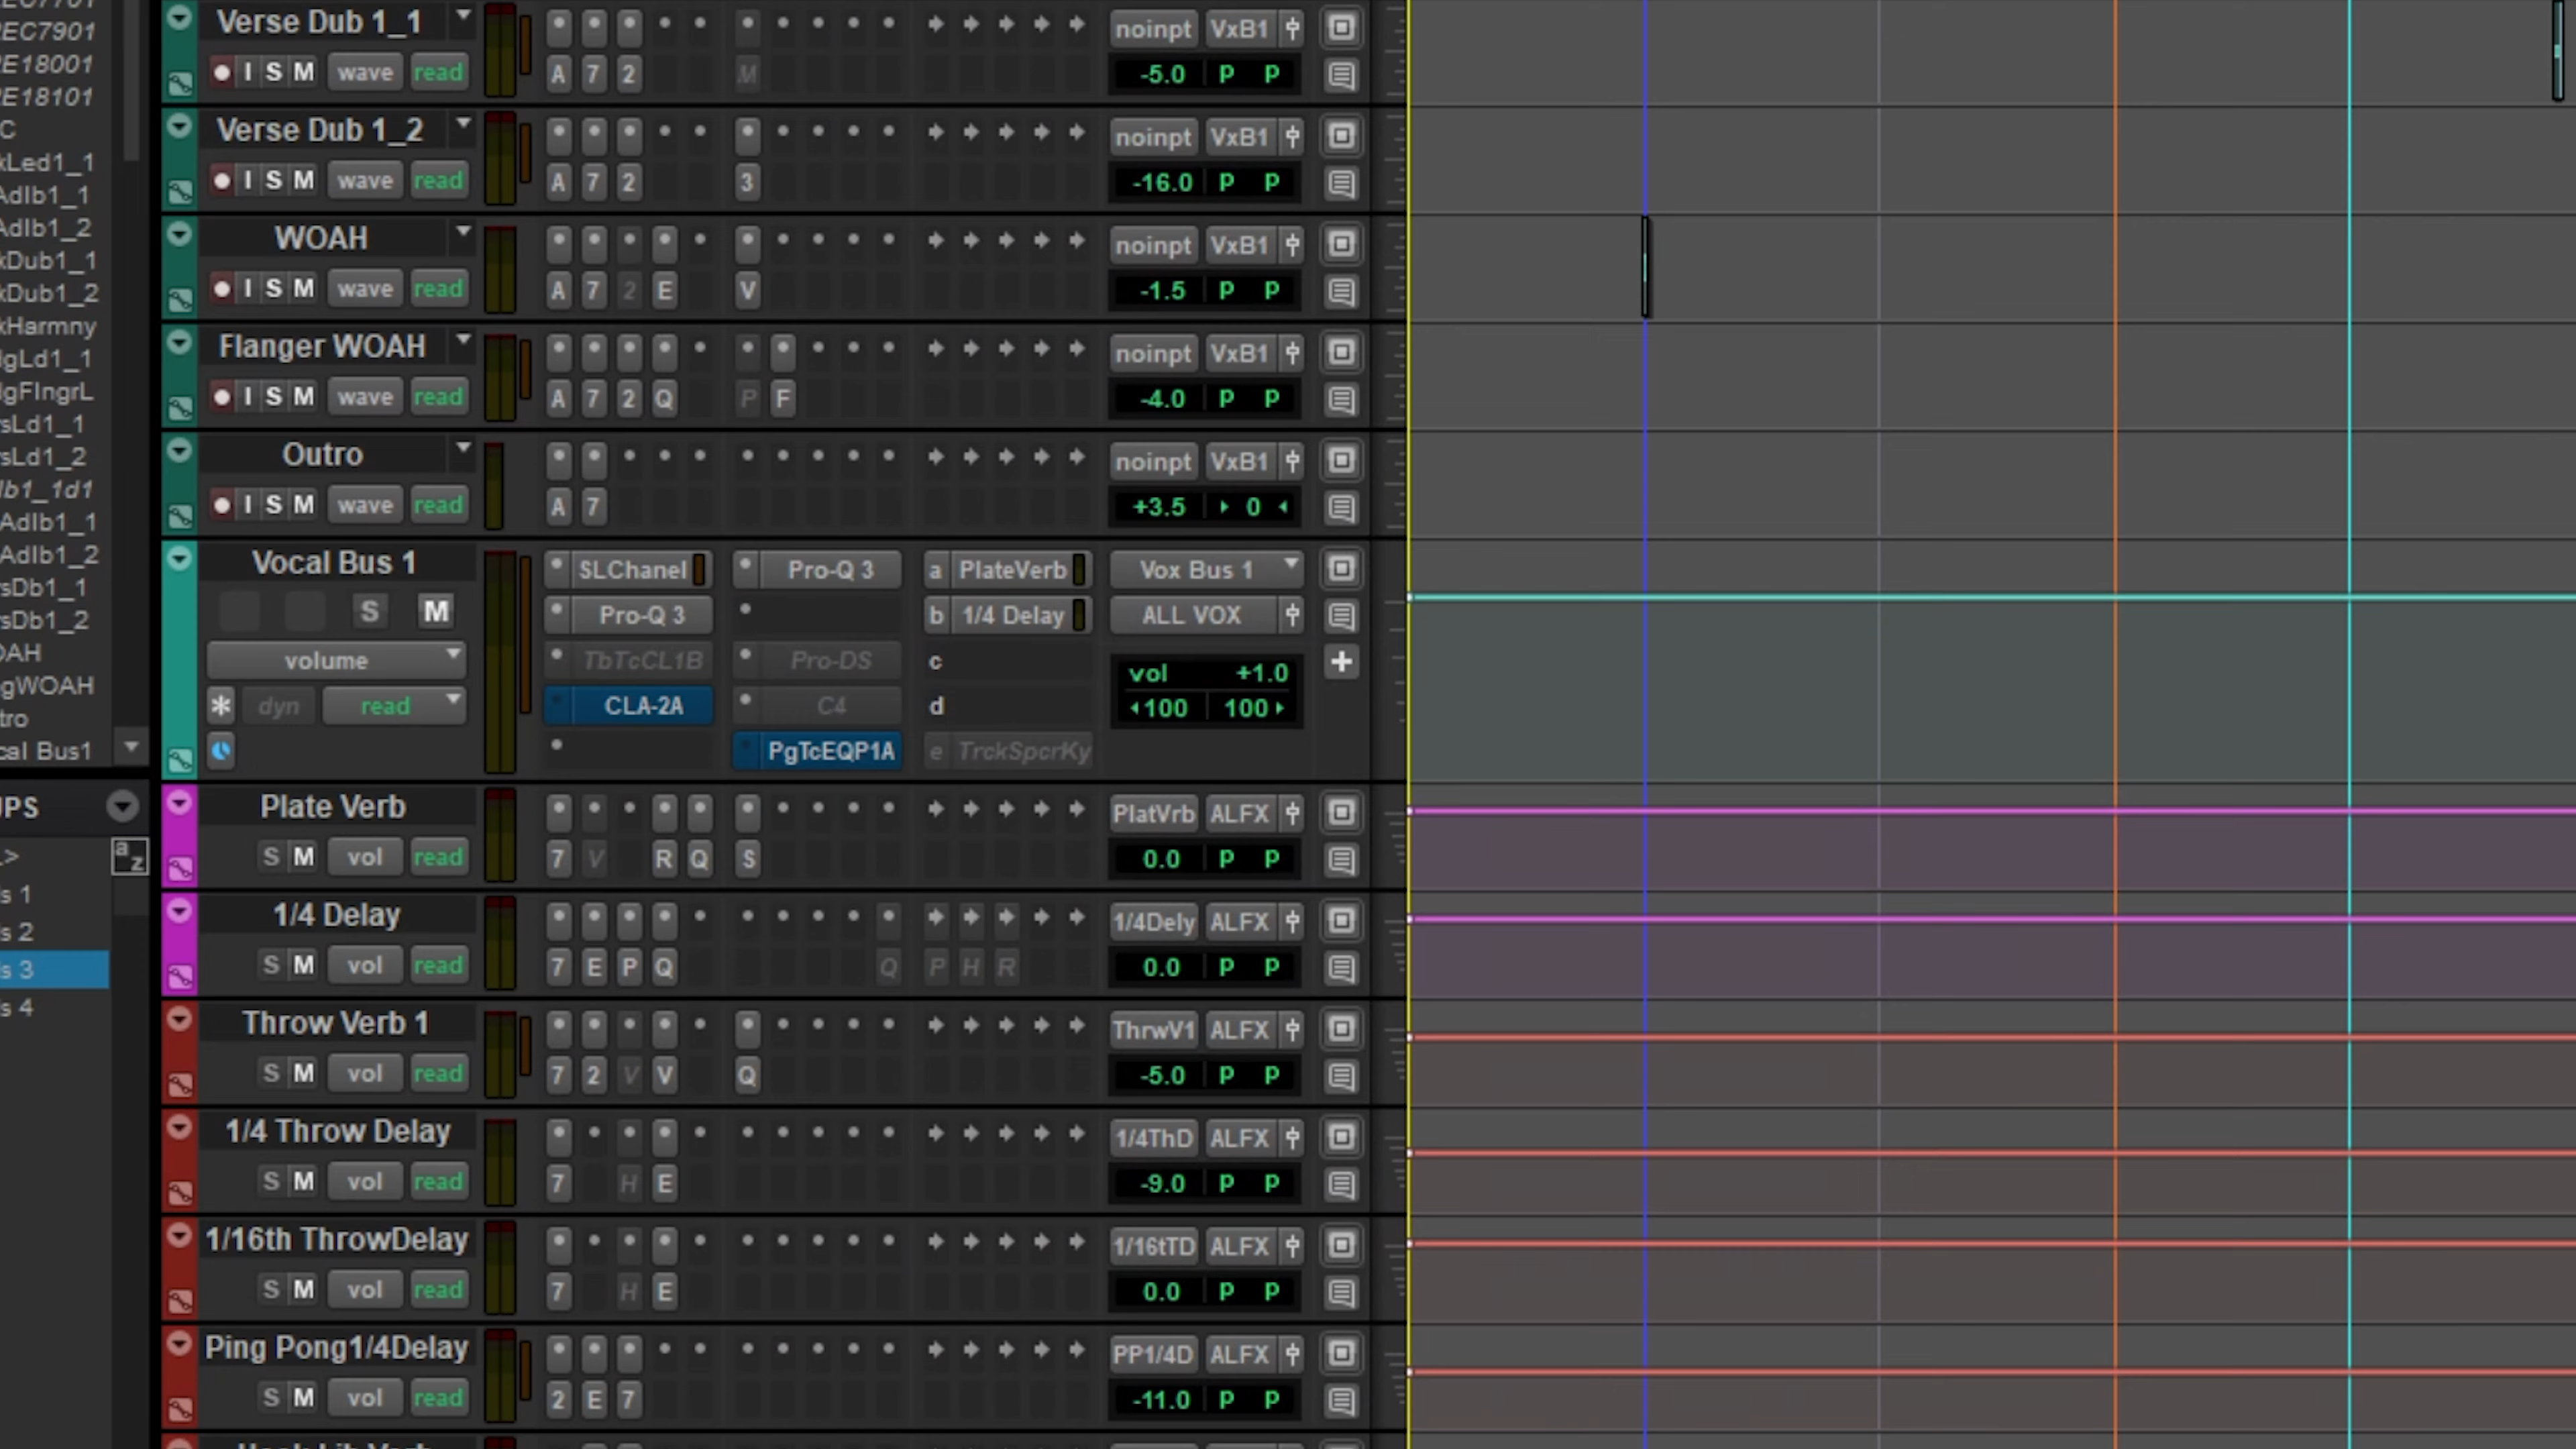 EC7901
E18001
E18101
C
kLed1_1
Adlb1_1
Adlb1_2
kDub1_1
kDub1_2
kHarmny
lgLd1_1
lgFlngrL
sLd1_1
sLd1_2
lb1_1d1
Adlb1_1
Adlb1_2
sDb1_1
sDb1_2
OAH
gWOAH
tro
cal Bus1
UPS
>
a z
s 1
s 2
s 3
s 4
Verse Dub 1_1
noinpt VxB1
I S M wave read A 7 2 M -5.0 P P
Verse Dub 1_2
noinpt VxB1
I S M wave read A 7 2 3 -16.0 P P
WOAH
noinpt VxB1
I S M wave read A 7 2 E V -1.5 P P
Flanger WOAH
noinpt VxB1
I S M wave read A 7 2 Q P F -4.0 P P
Outro
noinpt VxB1
I S M wave read A 7 +3.5 0
Vocal Bus 1 SLChanel Pro-Q 3 a PlateVerb Vox Bus 1
S M Pro-Q 3 b 1/4 Delay ALL VOX
volume TbTcCL1B Pro-DS c vol +1.0
dyn read CLA-2A C4 d 100 100
PgTcEQP1A e TrckSpcrKy
Plate Verb PlatVrb ALFX
S M vol read 7 V R Q S 0.0 P P
1/4 Delay 1/4Dely ALFX
S M vol read 7 E P Q Q P H R 0.0 P P
Throw Verb 1 ThrwV1 ALFX
S M vol read 7 2 V V Q -5.0 P P
1/4 Throw Delay 1/4ThD ALFX
S M vol read 7 H E -9.0 P P
1/16th ThrowDelay 1/16tTD ALFX
S M vol read 7 H E 0.0 P P
Ping Pong1/4Delay PP1/4D ALFX
S M vol read 2 E 7 -11.0 P P